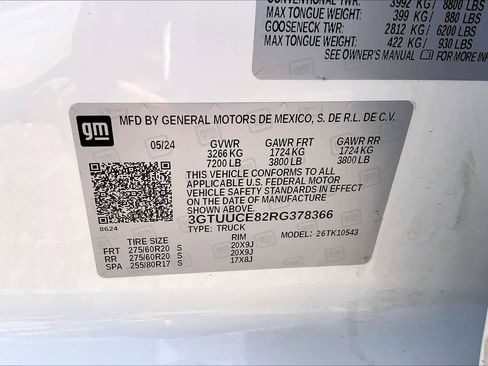 CONVENTIONAL TWR: 3992 KG/ 8800 LBS
MAX TONGUE WEIGHT: 399 KG / 880 LBS
GOOSENECK TWR: 2812 KG / 6200 LBS
MAX TONGUE WEIGHT: 422 KG / 930 LBS
SEE OWNER'S MANUAL FOR MORE
gm
MFD BY GENERAL MOTORS DE MEXICO, S. DE R.L. DE C.V.
05/24 GVWR GAWR FRT GAWR RR
3266 KG 1724 KG 1724 KG
7200 LB 3800 LB 3800 LB
THIS VEHICLE CONFORMS TO ALL
APPLICABLE U.S. FEDERAL MOTOR
VEHICLE SAFETY STANDARDS IN EFFECT
ON THE DATE OF MANUFACTURE
SHOWN ABOVE.
3GTUUCE82RG378366
8624 TYPE: TRUCK MODEL: 26TK10543
TIRE SIZE RIM
FRT 275/60R20 S 20X9J
RR 275/60R20 S 20X9J
SPA 255/80R17 S 17X8J